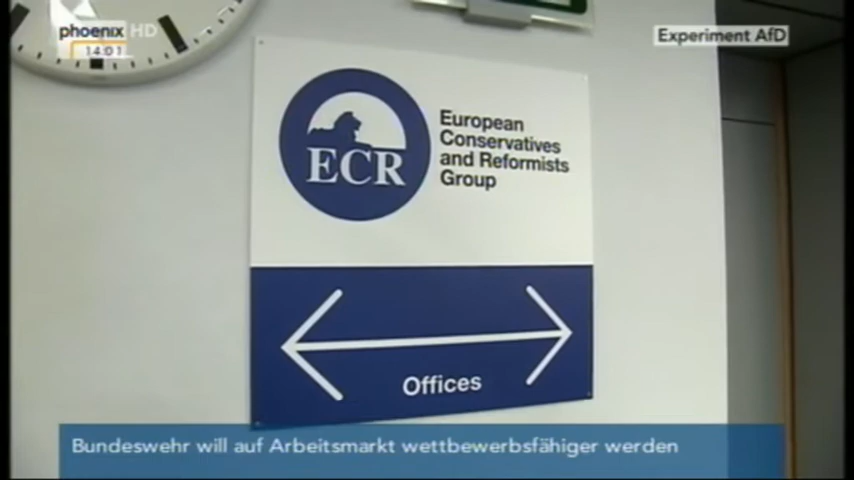 phoenix HD
14:01
Experiment AfD
ECR
European
Conservatives
and Reformists
Group
Offices
Bundeswehr will auf Arbeitsmarkt wettbewerbsfähiger werden